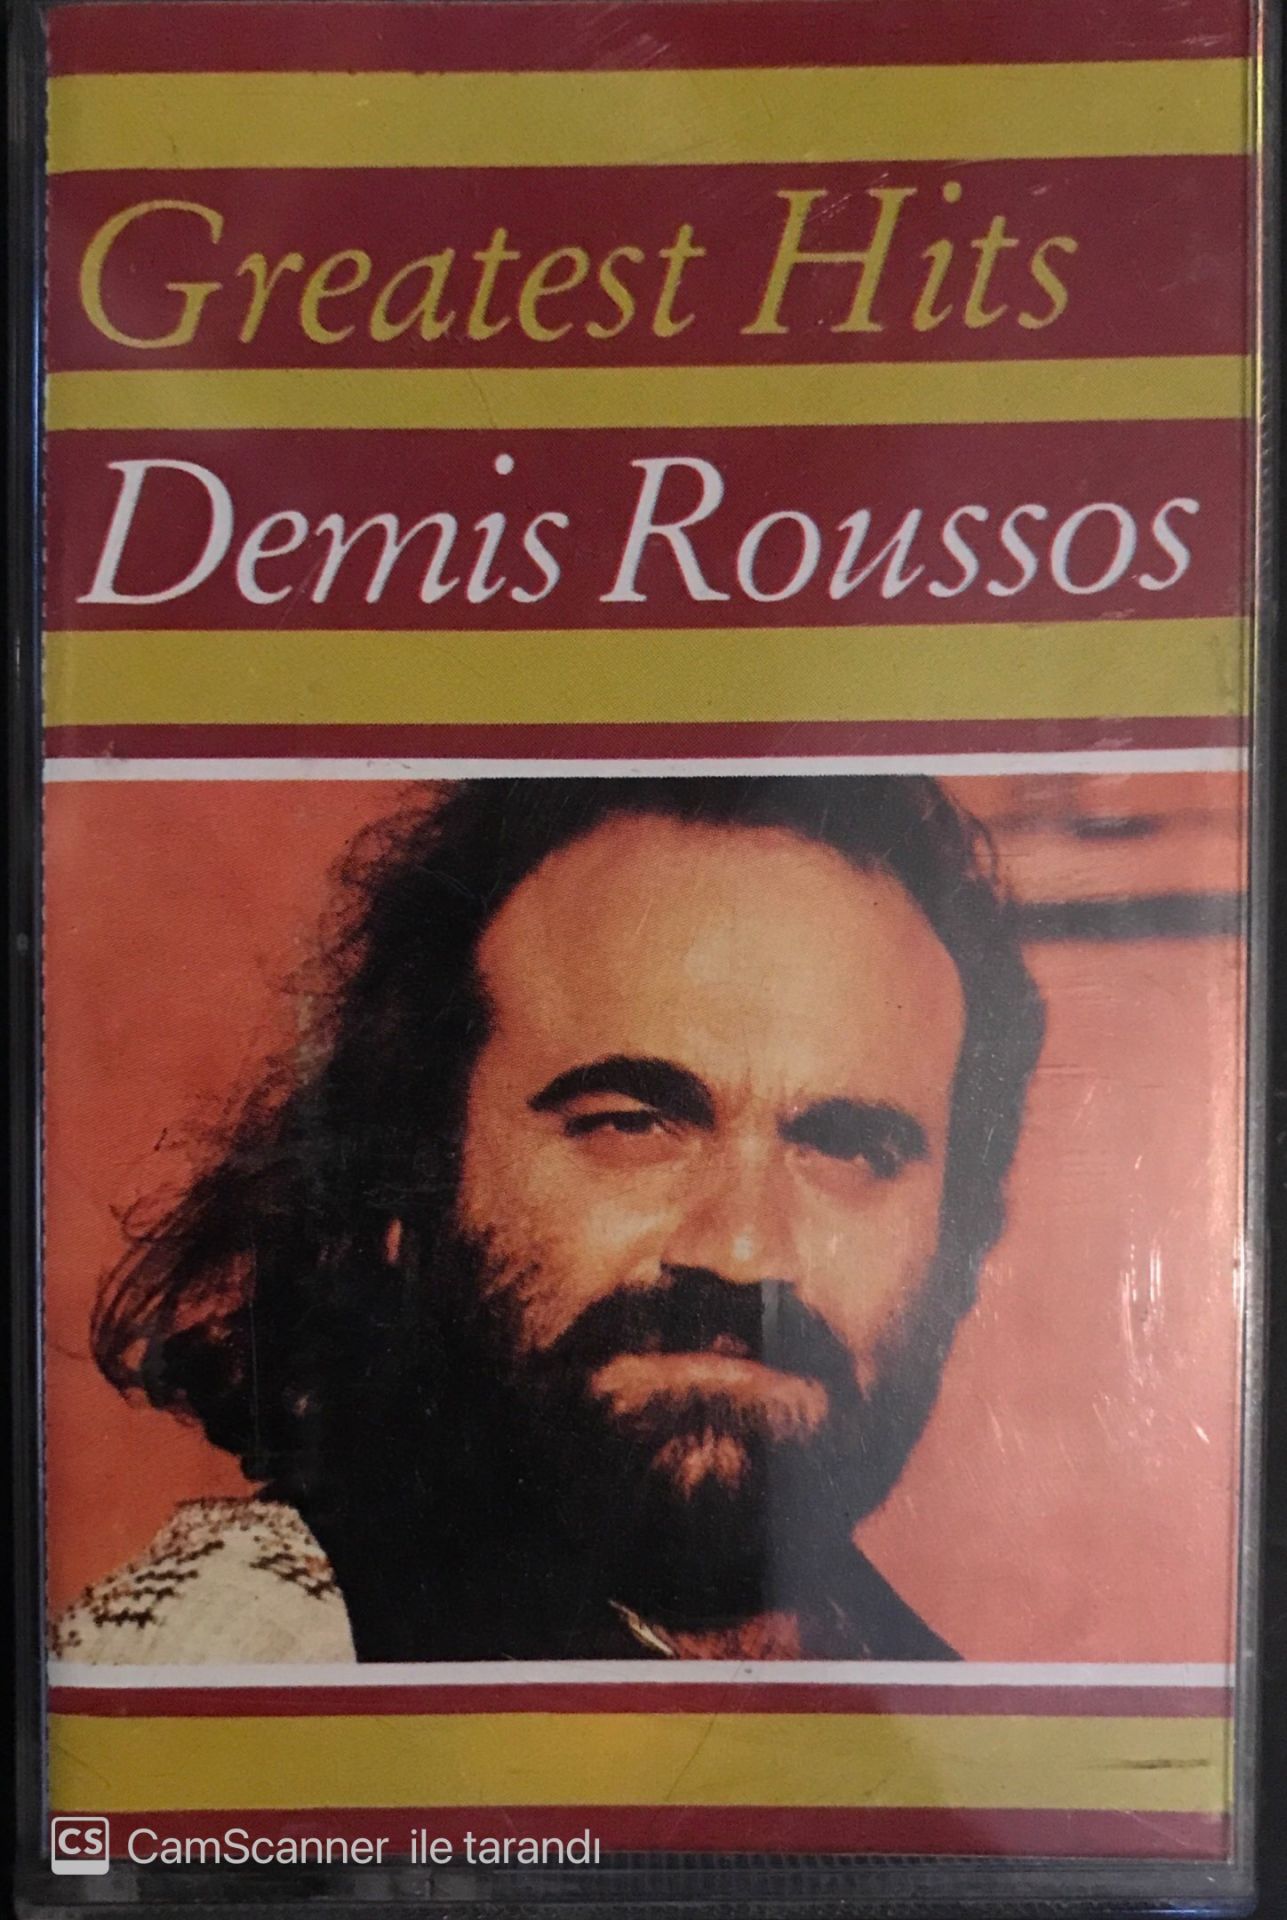 Greatest Hits
Demis Roussos
CS CamScanner ile tarandı